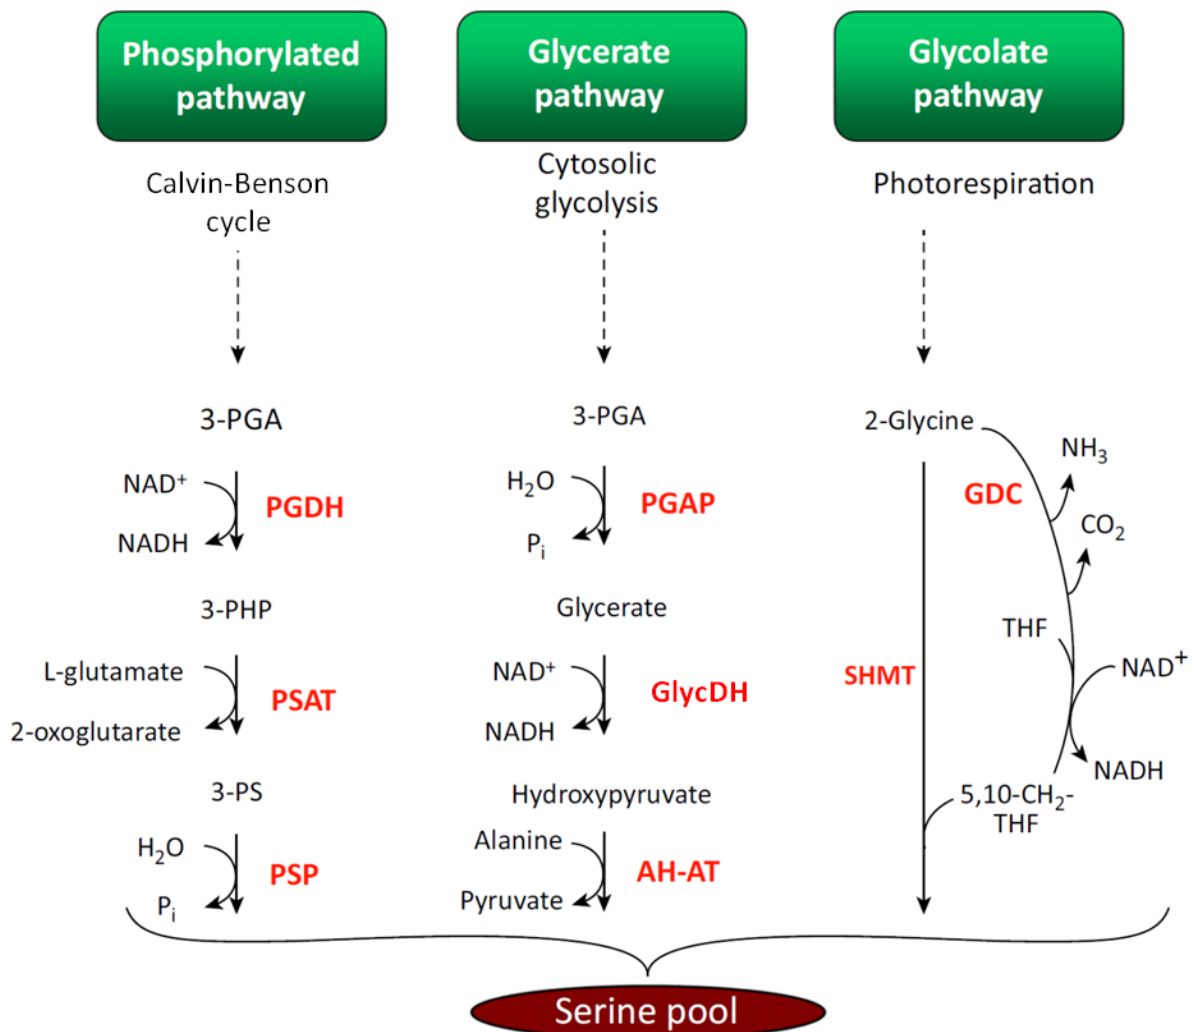 Phosphorylated
pathway
Calvin-Benson
cycle
3-PGA
NAD⁺
PGDH
NADH
3-PHP
L-glutamate
PSAT
2-oxoglutarate
3-PS
H₂O
PSP
Pᵢ
Glycerate
pathway
Cytosolic
glycolysis
3-PGA
H₂O
PGAP
Pᵢ
Glycerate
NAD⁺
GlycDH
NADH
Hydroxypyruvate
Alanine
AH-AT
Pyruvate
Glycolate
pathway
Photorespiration
2-Glycine
NH₃
GDC
CO₂
THF
NAD⁺
SHMT
NADH
5,10-CH₂-
THF
Serine pool